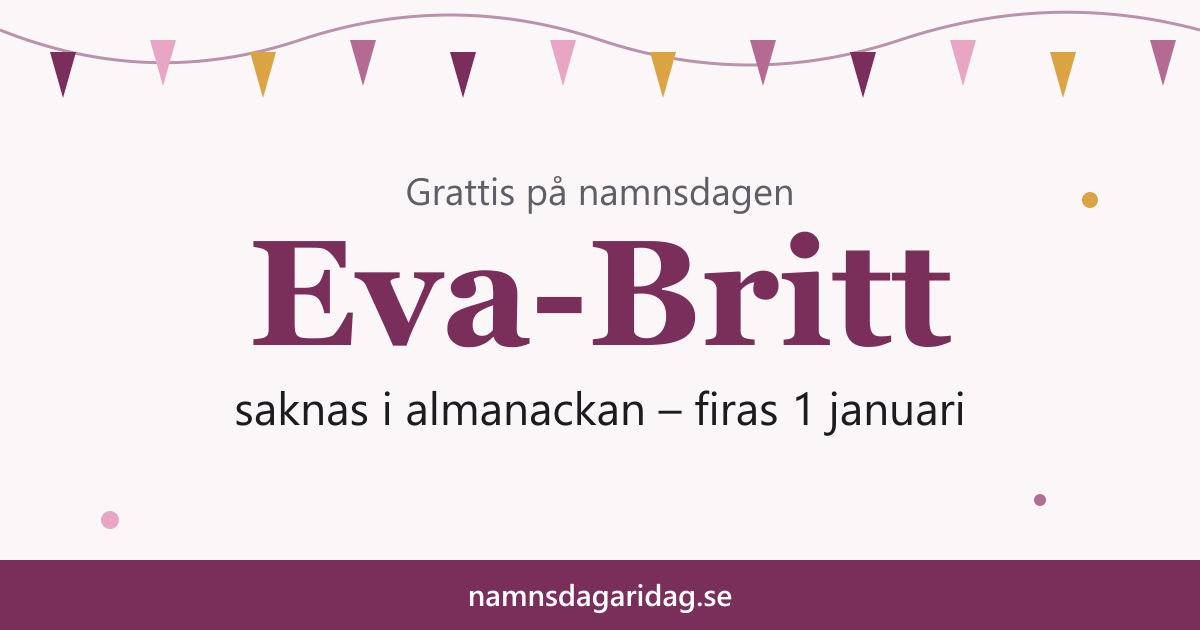 Grattis på namnsdagen
Eva-Britt
saknas i almanackan – firas 1 januari
namnsdagaridag.se